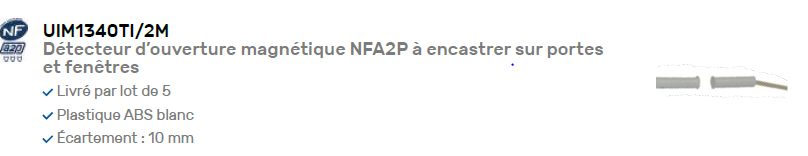 NF
UIM1340TI/2M
a2p
Détecteur d'ouverture magnétique NFA2P à encastrer sur portes
et fenêtres
Livré par lot de 5
Plastique ABS blanc
Écartement : 10 mm